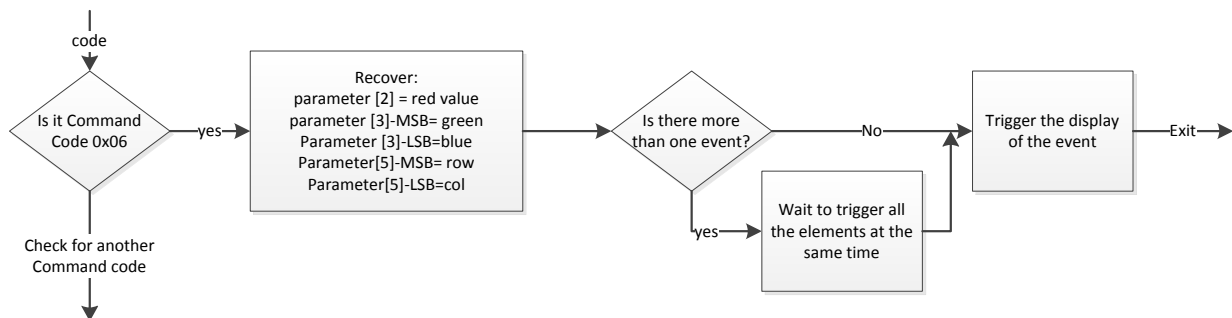 code
Is it Command
Code 0x06
yes
Recover:
parameter [2] = red value
parameter [3]-MSB= green
Parameter [3]-LSB=blue
Parameter[5]-MSB= row
Parameter[5]-LSB=col
Is there more
than one event?
No
Trigger the display
of the event
Exit
yes
Wait to trigger all
the elements at the
same time
Check for another
Command code